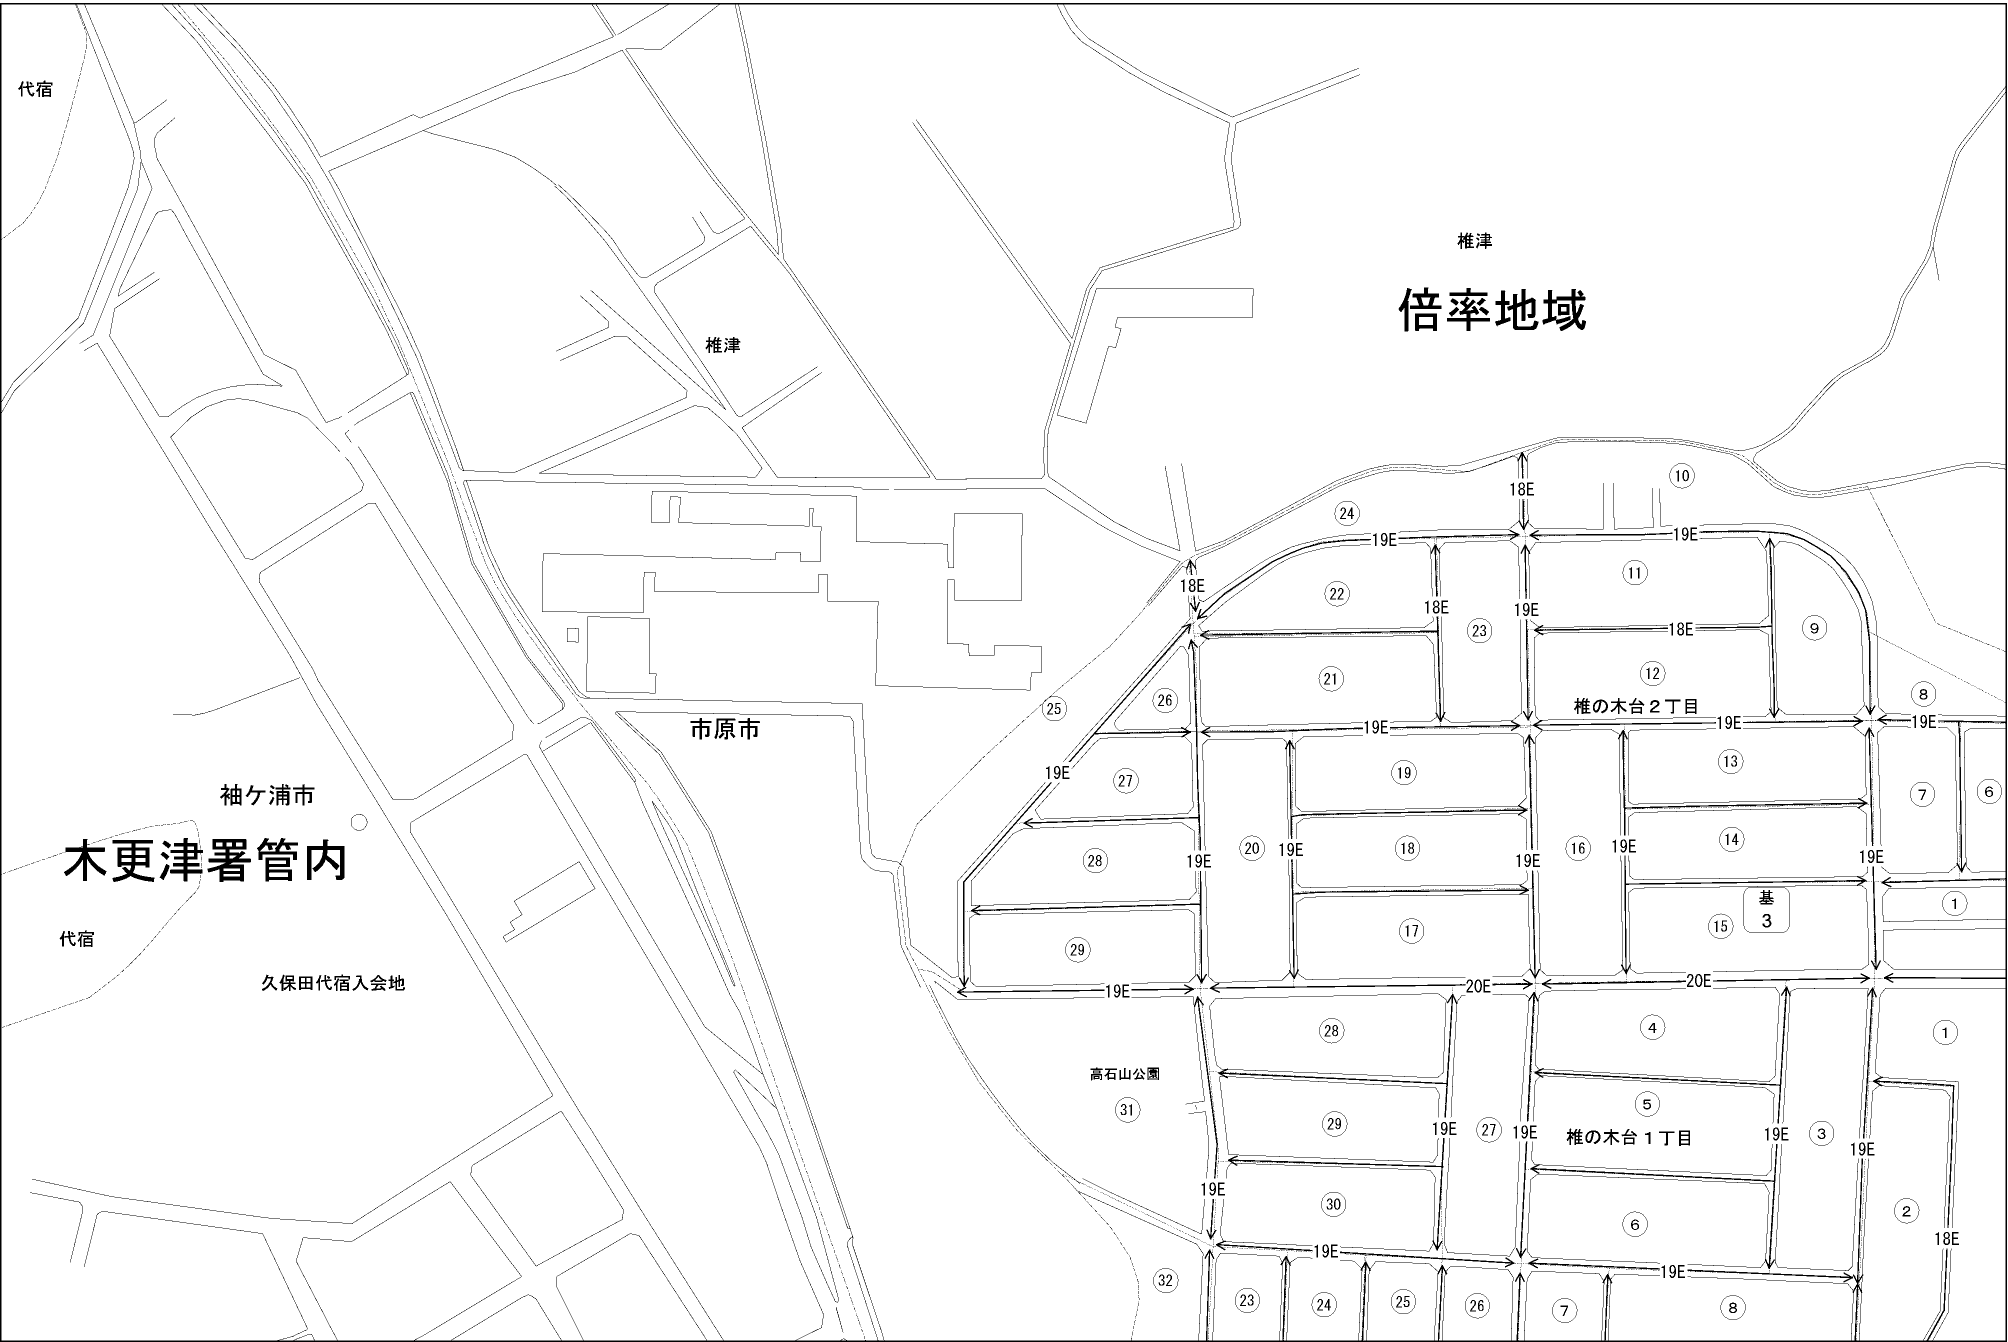 代宿
椎津
倍率地域
椎津
10
18E
24
19E
19E
11
18E
22
18E
19E
23
18E
9
21
12
26
25
8
椎の木台2丁目
19E
19E
19E
市原市
19E
19
13
27
7
6
袖ケ浦市
木更津署管内
28
19E
20
19E
18
19E
16
19E
14
19E
基
3
1
15
17
代宿
29
久保田代宿入会地
19E
20E
20E
28
4
1
高石山公園
31
5
29
19E
27
19E
椎の木台1丁目
19E
3
19E
19E
30
6
2
18E
19E
19E
32
23
24
25
26
7
8